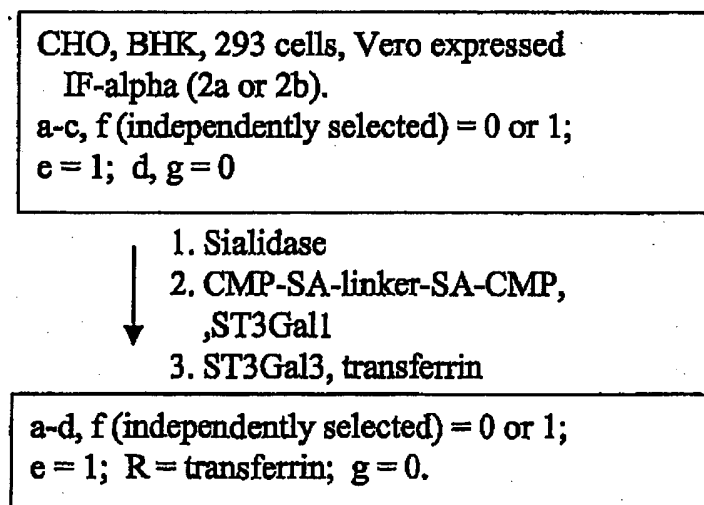 CHO, BHK, 293 cells, Vero expressed
IF-alpha (2a or 2b).
a-c, f (independently selected) = 0 or 1;
e = 1; d, g = 0
1. Sialidase
2. CMP-SA-linker-SA-CMP,
,ST3Gal1
3. ST3Gal3, transferrin
a-d, f (independently selected) = 0 or 1;
e = 1; R = transferrin; g = 0.